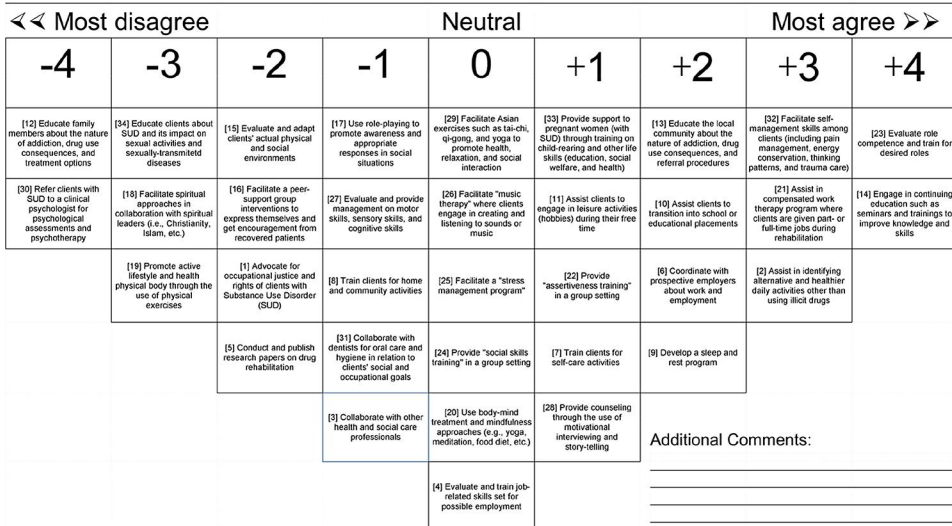 << Most disagree Neutral Most agree >>
-4 -3 -2 -1 0 +1 +2 +3 +4
[12] Educate family
members about the nature
of addiction, drug use
consequences, and
treatment options
[34] Educate clients about
SUD and its impact on
sexual activities and
sexually-transmitetd
diseases
[15] Evaluate and adapt
clients' actual physical
and social
environments
[17] Use role-playing to
promote awareness and
appropriate
responses in social
situations
[29] Facilitate Asian
exercises such as tai-chi,
qi-gong, and yoga to
promote health,
relaxation, and social
interaction
[33] Provide support to
pregnant women (with
SUD) through training on
child-rearing and other life
skills (education, social
welfare, and health)
[13] Educate the local
community about the
nature of addiction, drug
use consequences, and
referral procedures
[32] Facilitate self-
management skills among
clients (including pain
management, energy
conservation, thinking
patterns, and trauma care)
[23] Evaluate role
competence and train for
desired roles
[30] Refer clients with
SUD to a clinical
psychologist for
psychological
assessments and
psychotherapy
[18] Facilitate spiritual
approaches in
collaboration with spiritual
leaders (i.e., Christianity,
Islam, etc.)
[16] Facilitate a peer-
support group
interventions to
express themselves and
get encouragement from
recovered patients
[27] Evaluate and provide
management on motor
skills, sensory skills, and
cognitive skills
[26] Facilitate "music
therapy" where clients
engage in creating and
listening to sounds or
music
[11] Assist clients to
engage in leisure activities
(hobbies) during their free
time
[10] Assist clients to
transition into school or
educational placements
[21] Assist in
compensated work
therapy program where
clients are given part- or
full-time jobs during
rehabilitation
[14] Engage in continuing
education such as
seminars and trainings to
improve knowledge and
skills
[19] Promote active
lifestyle and health
physical body through the
use of physical
exercises
[1] Advocate for
occupational justice and
rights of clients with
Substance Use Disorder
(SUD)
[8] Train clients for home
and community activities
[25] Facilitate a "stress
management program"
[22] Provide
"assertiveness training"
in a group setting
[6] Coordinate with
prospective employers
about work and
employment
[2] Assist in identifying
alternative and healthier
daily activities other than
using illicit drugs
[5] Conduct and publish
research papers on drug
rehabilitation
[31] Collaborate with
dentists for oral care and
hygiene in relation to
clients' social and
occupational goals
[24] Provide "social skills
training" in a group setting
[7] Train clients for
self-care activities
[9] Develop a sleep and
rest program
[3] Collaborate with other
health and social care
professionals
[20] Use body-mind
treatment and mindfulness
approaches (e.g., yoga,
meditation, food diet, etc.)
[28] Provide counseling
through the use of
motivational
interviewing and
story-telling
Additional Comments:
[4] Evaluate and train job-
related skills set for
possible employment